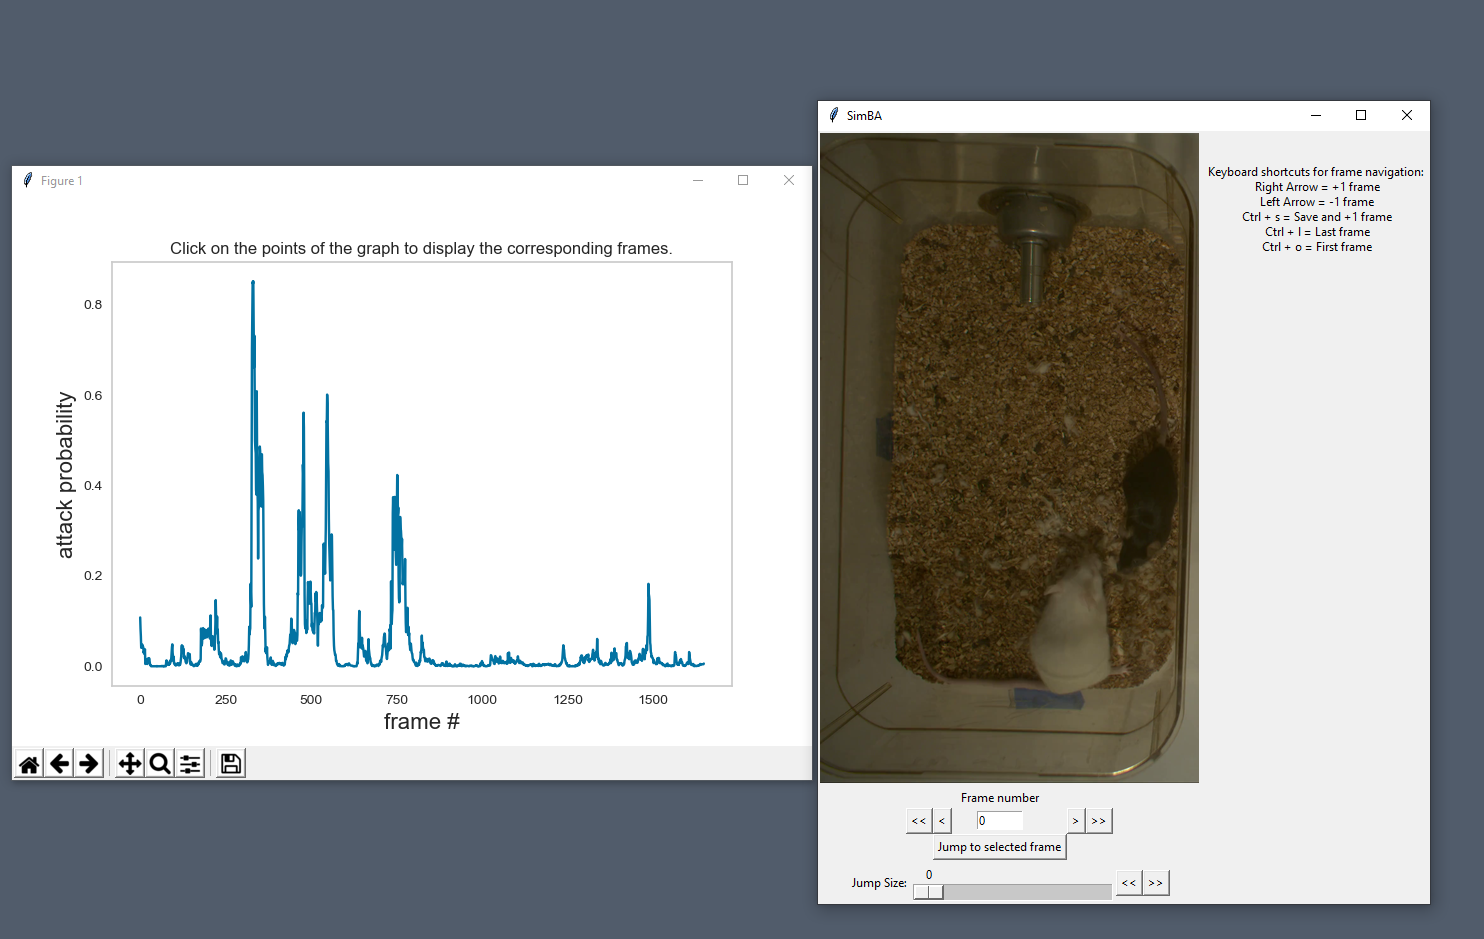 Figure 1
Click on the points of the graph to display the corresponding frames.
attack probability
0.8
0.6
0.4
0.2
0.0
0 250 500 750 1000 1250 1500
frame #
SimBA
Keyboard shortcuts for frame navigation:
Right Arrow = +1 frame
Left Arrow = -1 frame
Ctrl + s = Save and +1 frame
Ctrl + l = Last frame
Ctrl + o = First frame
Frame number
<< < 0 > >>
Jump to selected frame
0
Jump Size: << >>